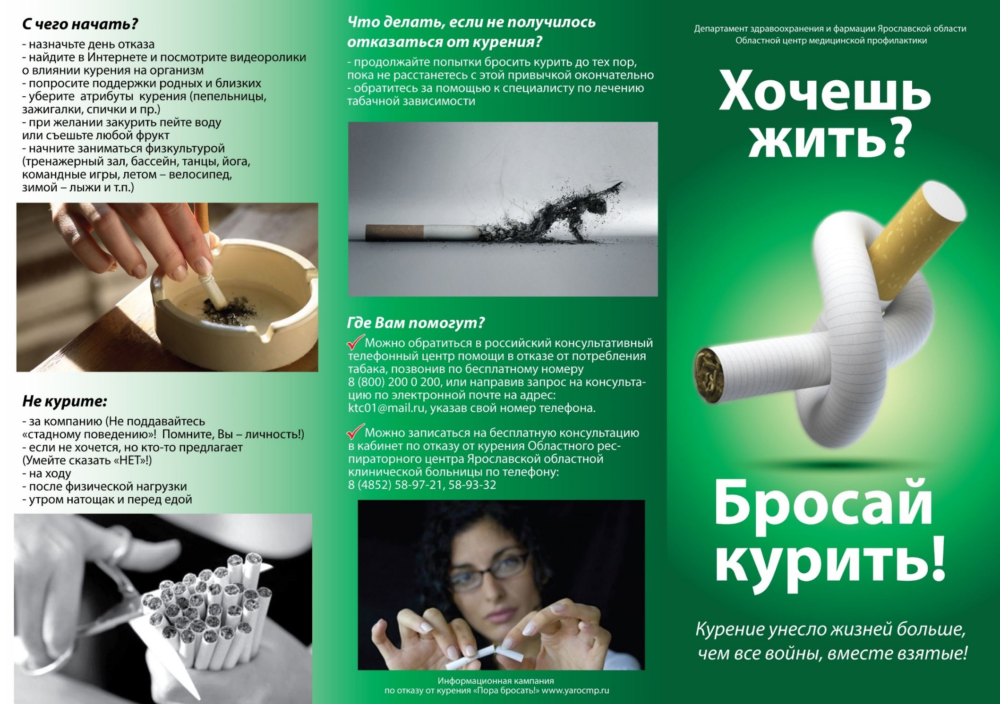 С чего начать?
- назначьте день отказа
- найдите в Интернете и посмотрите видеоролики
о влиянии курения на организм
- попросите поддержки родных и близких
- уберите атрибуты курения (пепельницы,
зажигалки, спички и пр.)
- при желании закурить пейте воду
или съешьте любой фрукт
- начните заниматься физкультурой
(тренажерный зал, бассейн, танцы, йога,
командные игры, летом – велосипед,
зимой – лыжи и т.п.)
Не курите:
- за компанию (Не поддавайтесь
«стадному поведению»! Помните, Вы – личность!)
- если не хочется, но кто-то предлагает
(Умейте сказать «НЕТ»!)
- на ходу
- после физической нагрузки
- утром натощак и перед едой
Что делать, если не получилось
отказаться от курения?
- продолжайте попытки бросить курить до тех пор,
пока не расстанетесь с этой привычкой окончательно
- обратитесь за помощью к специалисту по лечению
табачной зависимости
Где Вам помогут?
Можно обратиться в российский консультативный
телефонный центр помощи в отказе от потребления
табака, позвонив по бесплатному номеру
8 (800) 200 0 200, или направив запрос на консульта-
цию по электронной почте на адрес:
ktc01@mail.ru, указав свой номер телефона.
Можно записаться на бесплатную консультацию
в кабинет по отказу от курения Областного рес-
пираторного центра Ярославской областной
клинической больницы по телефону:
8 (4852) 58-97-21, 58-93-32
Информационная кампания
по отказу от курения «Пора бросать!» www.yarocmp.ru
Департамент здравоохранения и фармации Ярославской области
Областной центр медицинской профилактики
Хочешь
жить?
Бросай
курить!
Курение унесло жизней больше,
чем все войны, вместе взятые!